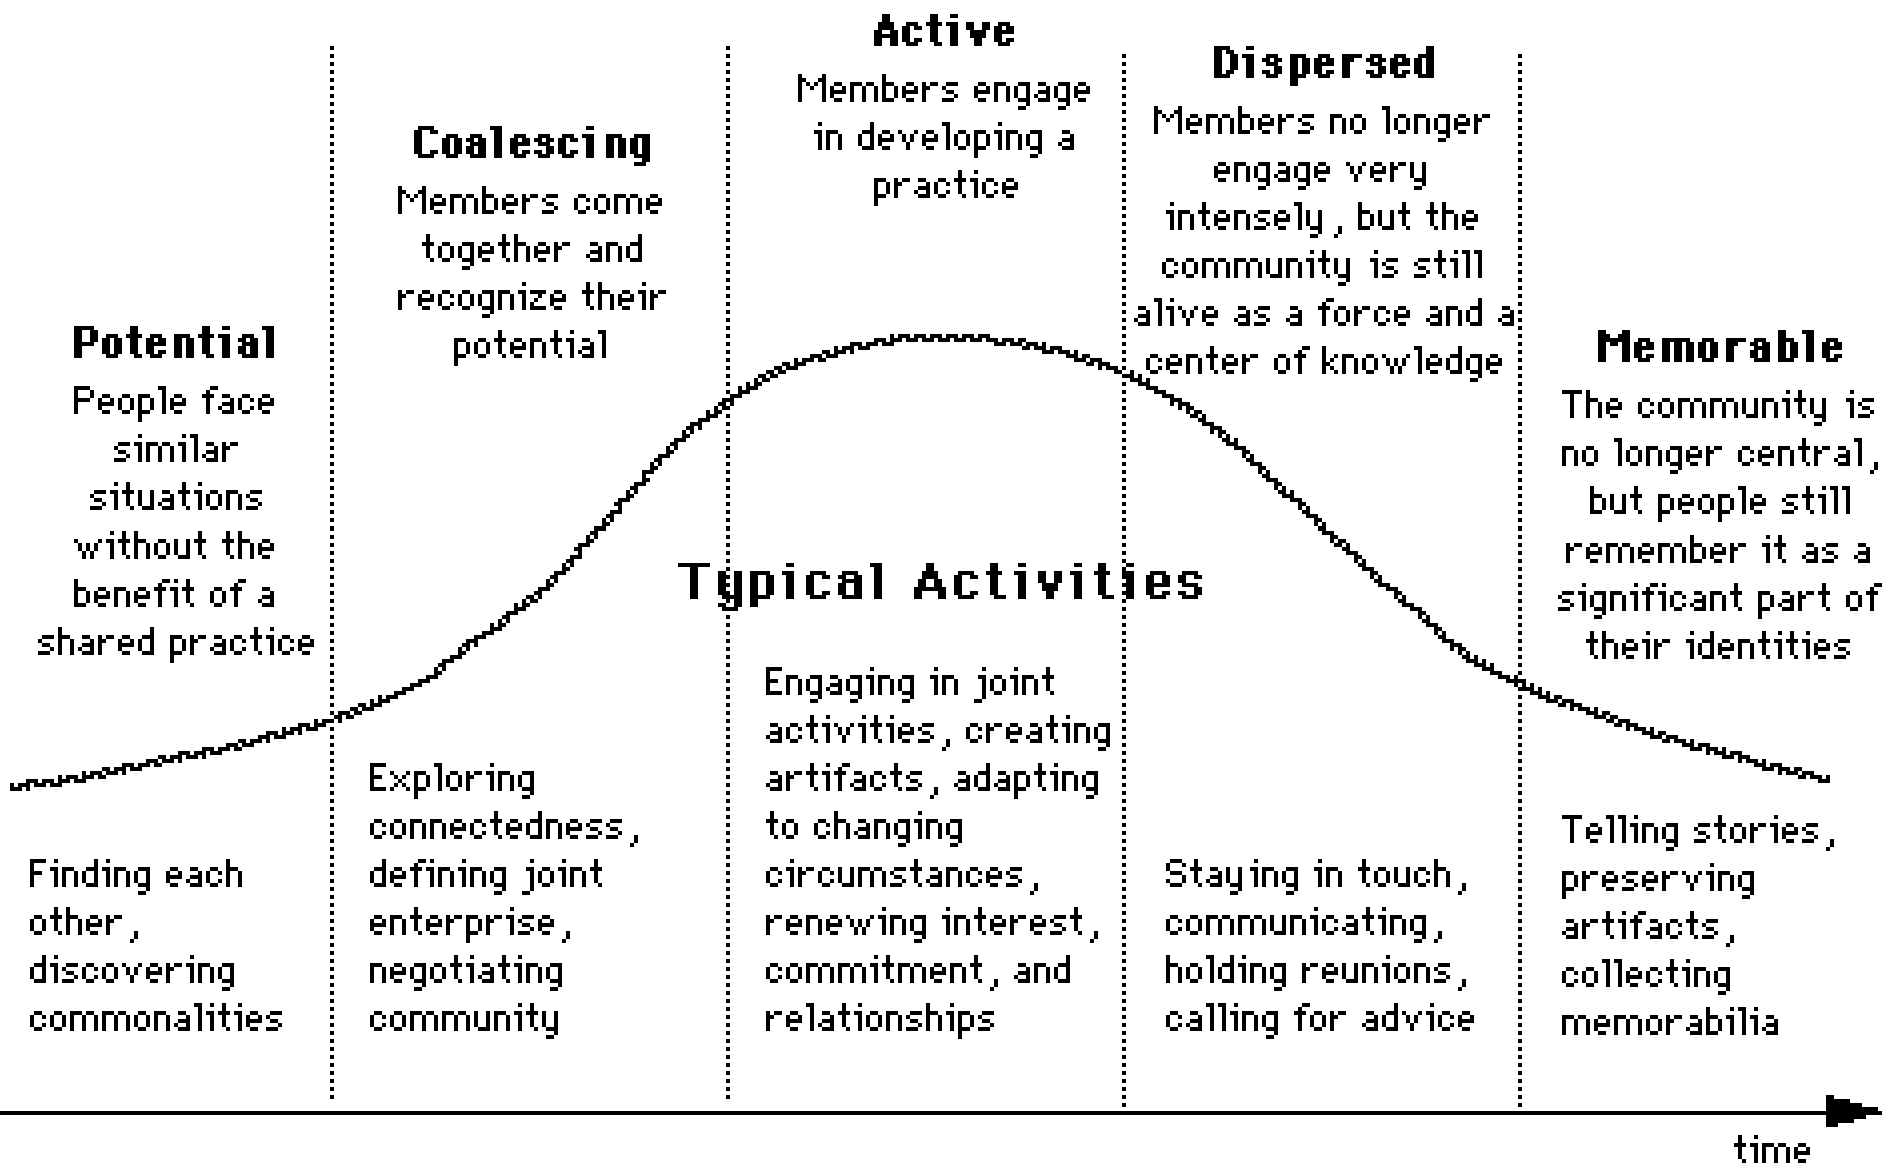 Potential
People face
similar
situations
without the
benefit of a
shared practice
Coalescing
Members come
together and
recognize their
potential
Active
Members engage
in developing a
practice
Dispersed
Members no longer
engage very
intensely, but the
community is still
alive as a force and a
center of knowledge
Memorable
The community is
no longer central,
but people still
remember it as a
significant part of
their identities
Typical Activities
Finding each
other,
discovering
commonalities
Exploring
connectedness,
defining joint
enterprise,
negotiating
community
Engaging in joint
activities, creating
artifacts, adapting
to changing
circumstances,
renewing interest,
commitment, and
relationships
Staying in touch,
communicating,
holding reunions,
calling for advice
Telling stories,
preserving
artifacts,
collecting
memorabilia
time